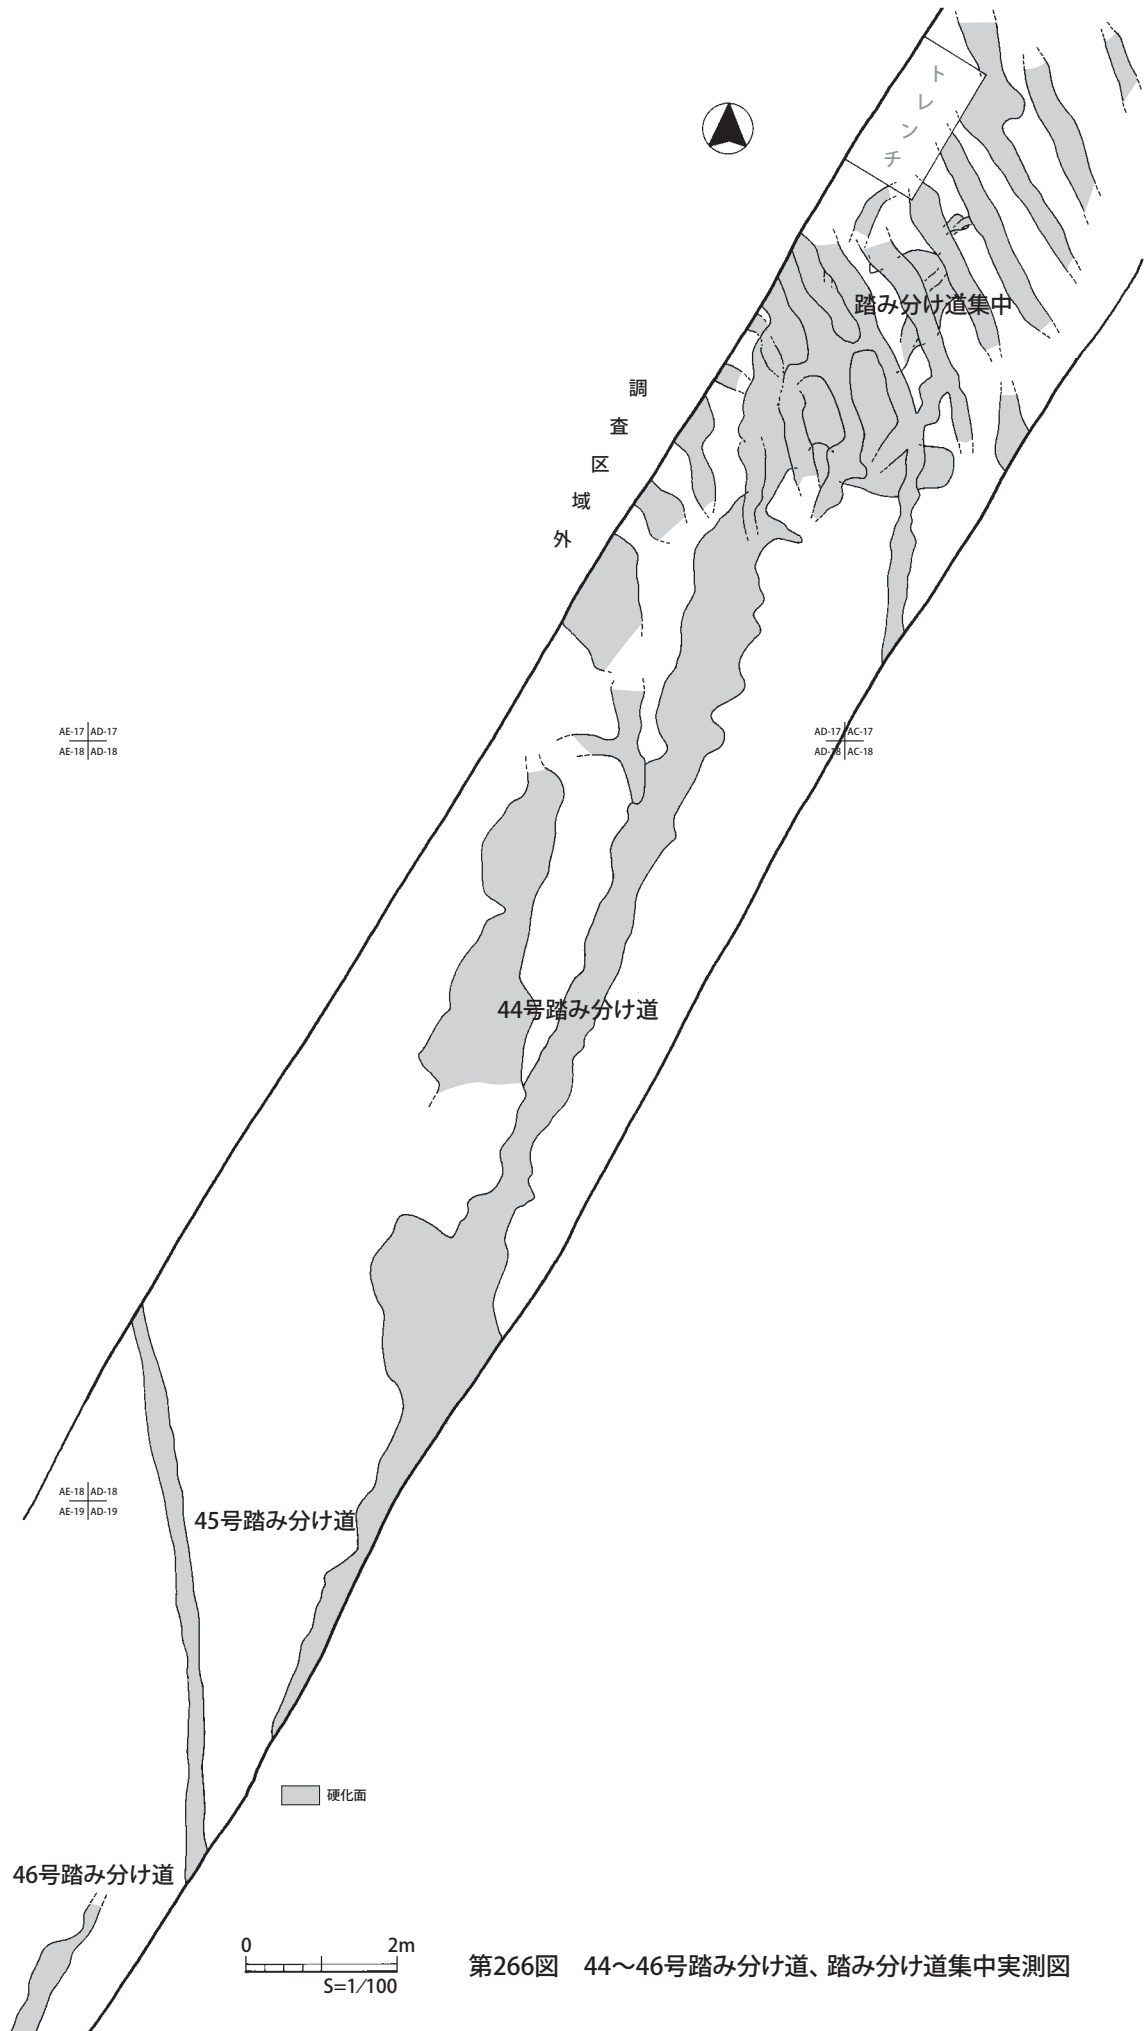 トレンチ
踏み分け道集中
調査区域外
AE-17 AD-17
AE-18 AD-18
AD-17 AC-17
AD-18 AC-18
44号踏み分け道
AE-18 AD-18
AE-19 AD-19
45号踏み分け道
硬化面
46号踏み分け道
0 2m
S=1/100
第266図　44～46号踏み分け道、踏み分け道集中実測図